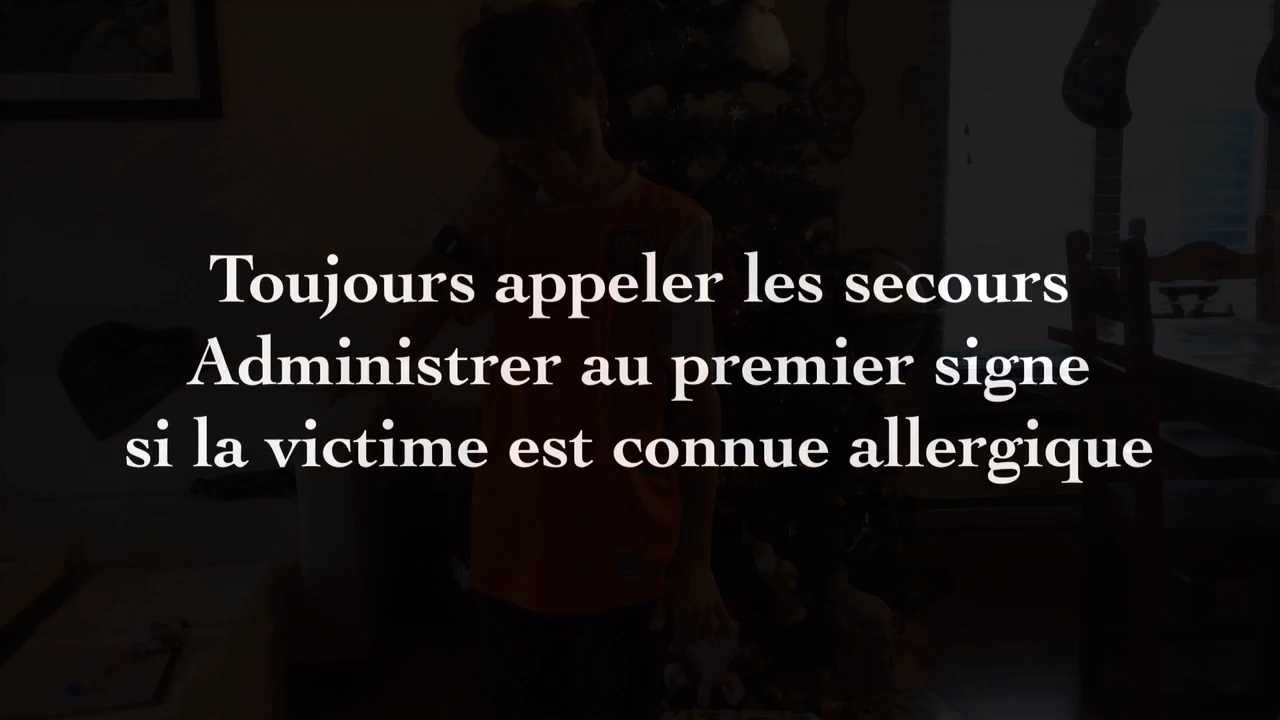 Toujours appeler les secours
Administrer au premier signe
si la victime est connue allergique